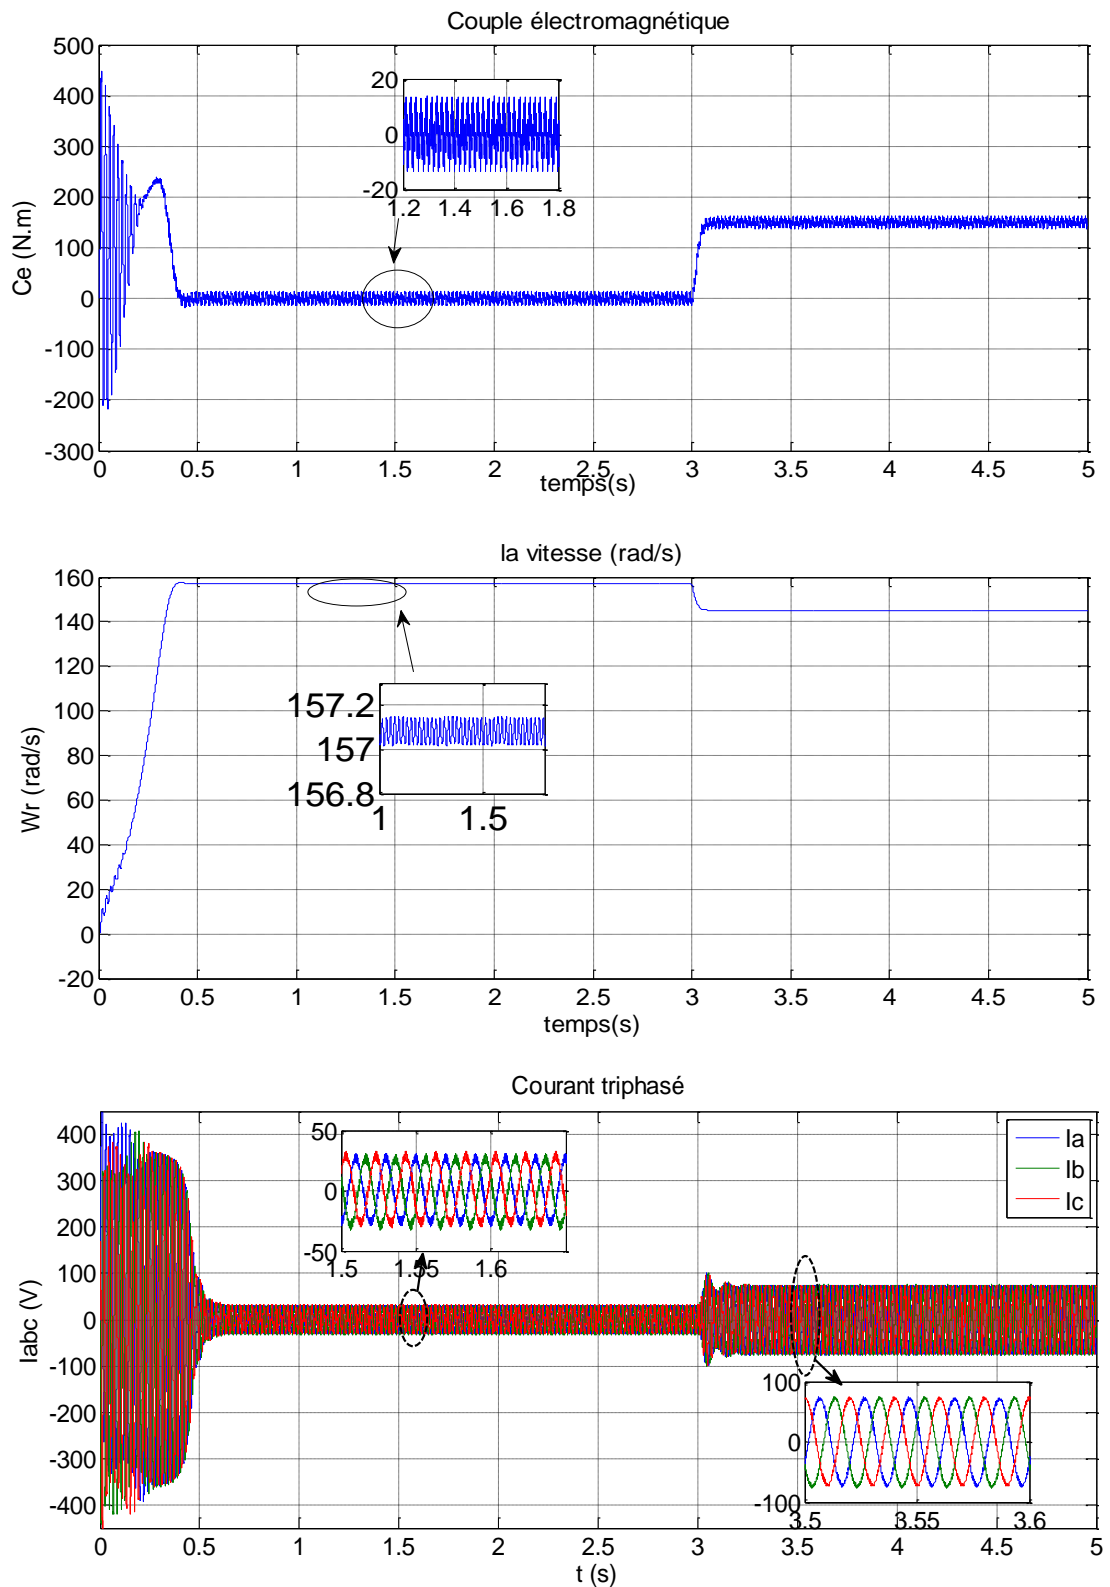 Couple électromagnétique
500
400
300
200
100
0
-100
-200
-300
Ce (N.m)
20
0
-20
1.2 1.4 1.6 1.8
0 0.5 1 1.5 2 2.5 3 3.5 4 4.5 5
temps(s)
la vitesse (rad/s)
160
140
120
100
80
60
40
20
0
-20
Wr (rad/s)
157.2
157
156.8
1 1.5
0 0.5 1 1.5 2 2.5 3 3.5 4 4.5 5
temps(s)
Courant triphasé
400
300
200
100
0
-100
-200
-300
-400
Iabc (V)
50
0
-50
1.5 1.55 1.6
Ia
Ib
Ic
100
0
-100
3.5 3.55 3.6
0 0.5 1 1.5 2 2.5 3 3.5 4 4.5 5
t (s)